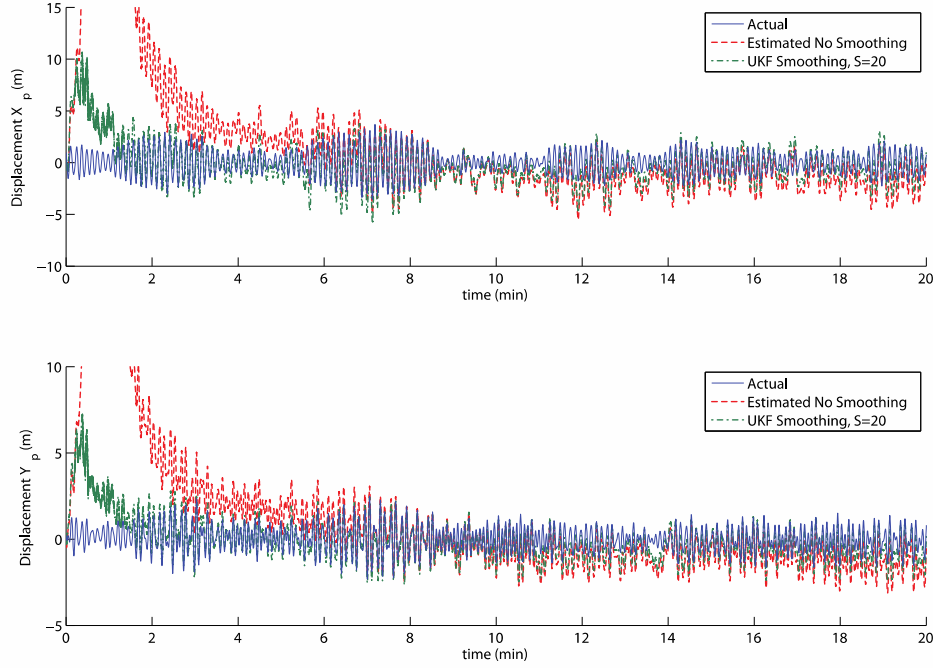 15
10
5
0
−5
−10
Displacement X p (m)
Actual
Estimated No Smoothing
UKF Smoothing, S=20
0 2 4 6 8 10 12 14 16 18 20
time (min)
10
5
0
−5
Displacement Y p (m)
Actual
Estimated No Smoothing
UKF Smoothing, S=20
0 2 4 6 8 10 12 14 16 18 20
time (min)